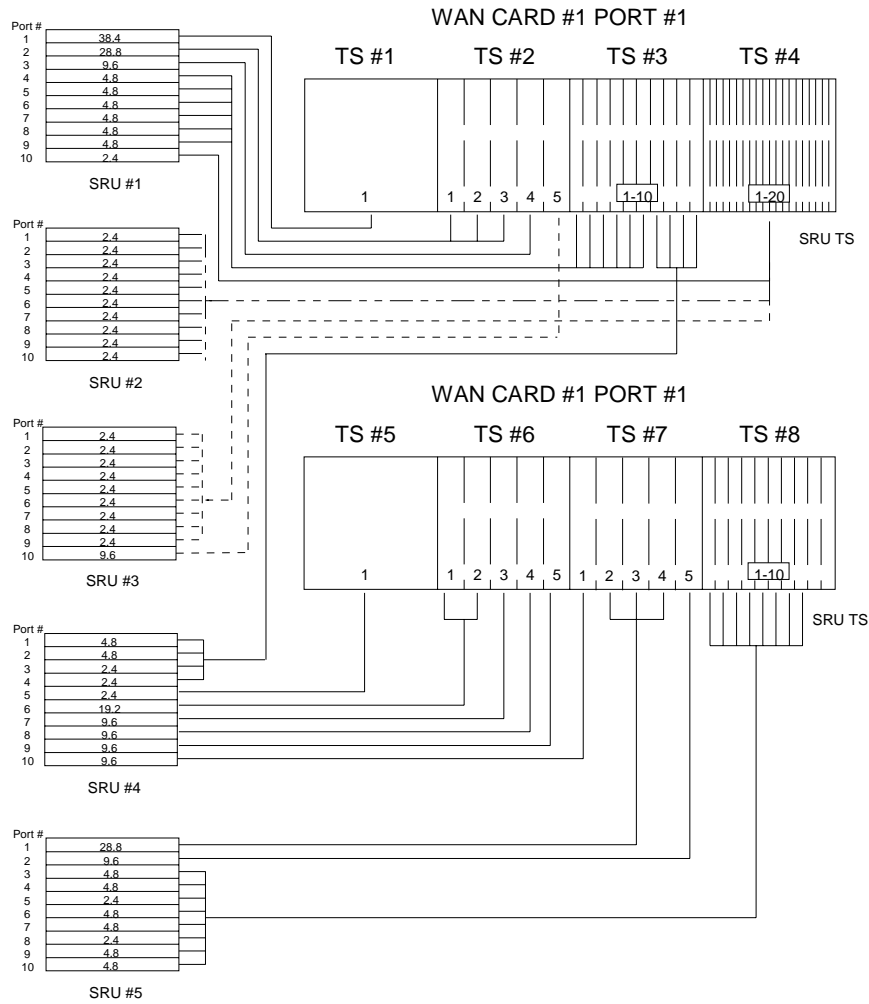 WAN CARD #1 PORT #1
TS #1 TS #2 TS #3 TS #4
1 1 2 3 4 5 1-10 1-20
SRU TS
Port #
1 38.4
2 28.8
3 9.6
4 4.8
5 4.8
6 4.8
7 4.8
8 4.8
9 4.8
10 2.4
SRU #1
Port #
1 2.4
2 2.4
3 2.4
4 2.4
5 2.4
6 2.4
7 2.4
8 2.4
9 2.4
10 2.4
SRU #2
WAN CARD #1 PORT #1
TS #5 TS #6 TS #7 TS #8
1 1 2 3 4 5 1 2 3 4 5 1-10
SRU TS
Port #
1 2.4
2 2.4
3 2.4
4 2.4
5 2.4
6 2.4
7 2.4
8 2.4
9 2.4
10 9.6
SRU #3
Port #
1 4.8
2 4.8
3 2.4
4 2.4
5 2.4
6 19.2
7 9.6
8 9.6
9 9.6
10 9.6
SRU #4
Port #
1 28.8
2 9.6
3 4.8
4 4.8
5 2.4
6 4.8
7 4.8
8 2.4
9 4.8
10 4.8
SRU #5